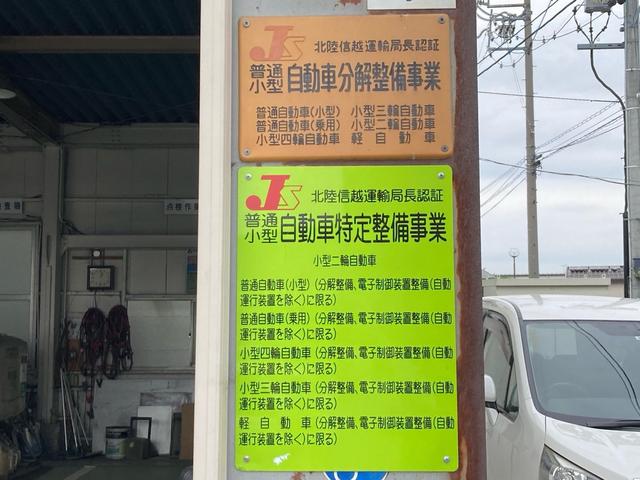 JS 北陸信越運輸局長認証
普通
小型 自動車分解整備事業
普通自動車(小型) 小型三輪自動車
普通自動車(乗用) 小型二輪自動車
小型四輪自動車 軽自動車
JS 北陸信越運輸局長認証
普通
小型 自動車特定整備事業
小型二輪自動車
普通自動車(小型)(分解整備、電子制御装置整備(自動
運行装置を除く)に限る)
普通自動車(乗用)(分解整備、電子制御装置整備(自動
運行装置を除く)に限る)
小型四輪自動車(分解整備、電子制御装置整備(自動
運行装置を除く)に限る)
小型三輪自動車(分解整備、電子制御装置整備(自動
運行装置を除く)に限る)
軽自動車(分解整備、電子制御装置整備(自動
運行装置を除く)に限る)